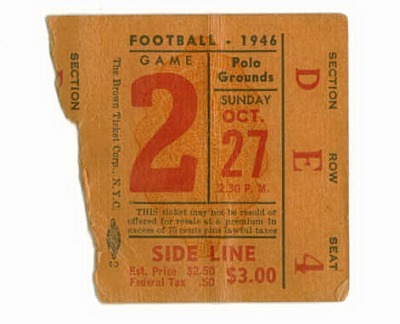 FOOTBALL - 1946
GAME
2
Polo
Grounds
SUNDAY
OCT.
27
2.30 P. M.
THIS ticket may not be resold or
offered for resale at a premium in
excess of 75 cents plus lawful taxes
SIDE LINE
Est. Price $2.50
Federal Tax .50
$3.00
The Brown Ticket Corp., N.Y.C.
SECTION
D
SECTION
D
ROW
E
SEAT
4